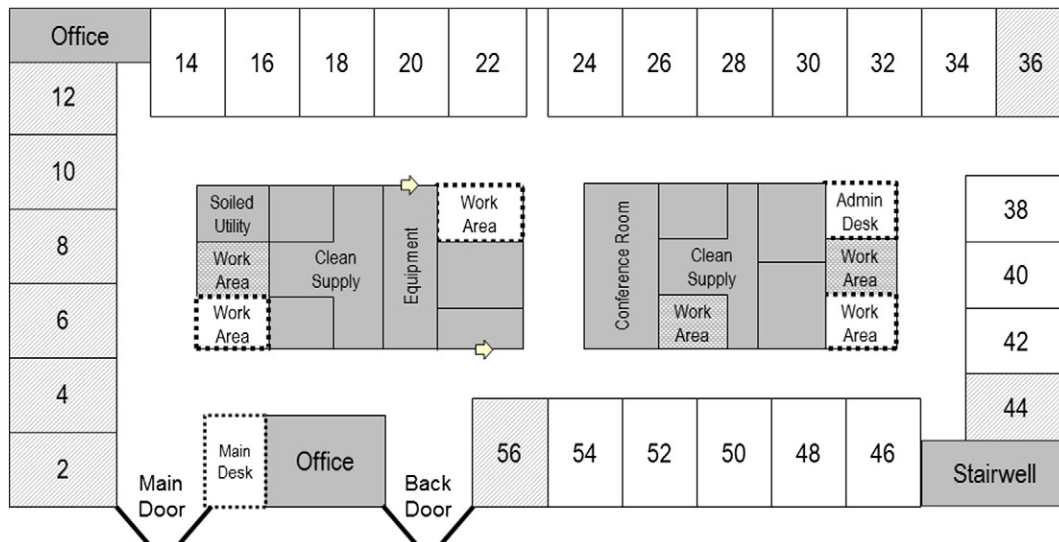 Office
14
16
18
20
22
24
26
28
30
32
34
36
12
10
8
6
4
2
Soiled
Utility
Work
Area
Work
Area
Clean
Supply
Equipment
Work
Area
Conference Room
Clean
Supply
Work
Area
Admin
Desk
Work
Area
Work
Area
38
40
42
44
Main
Door
Main
Desk
Office
Back
Door
56
54
52
50
48
46
Stairwell